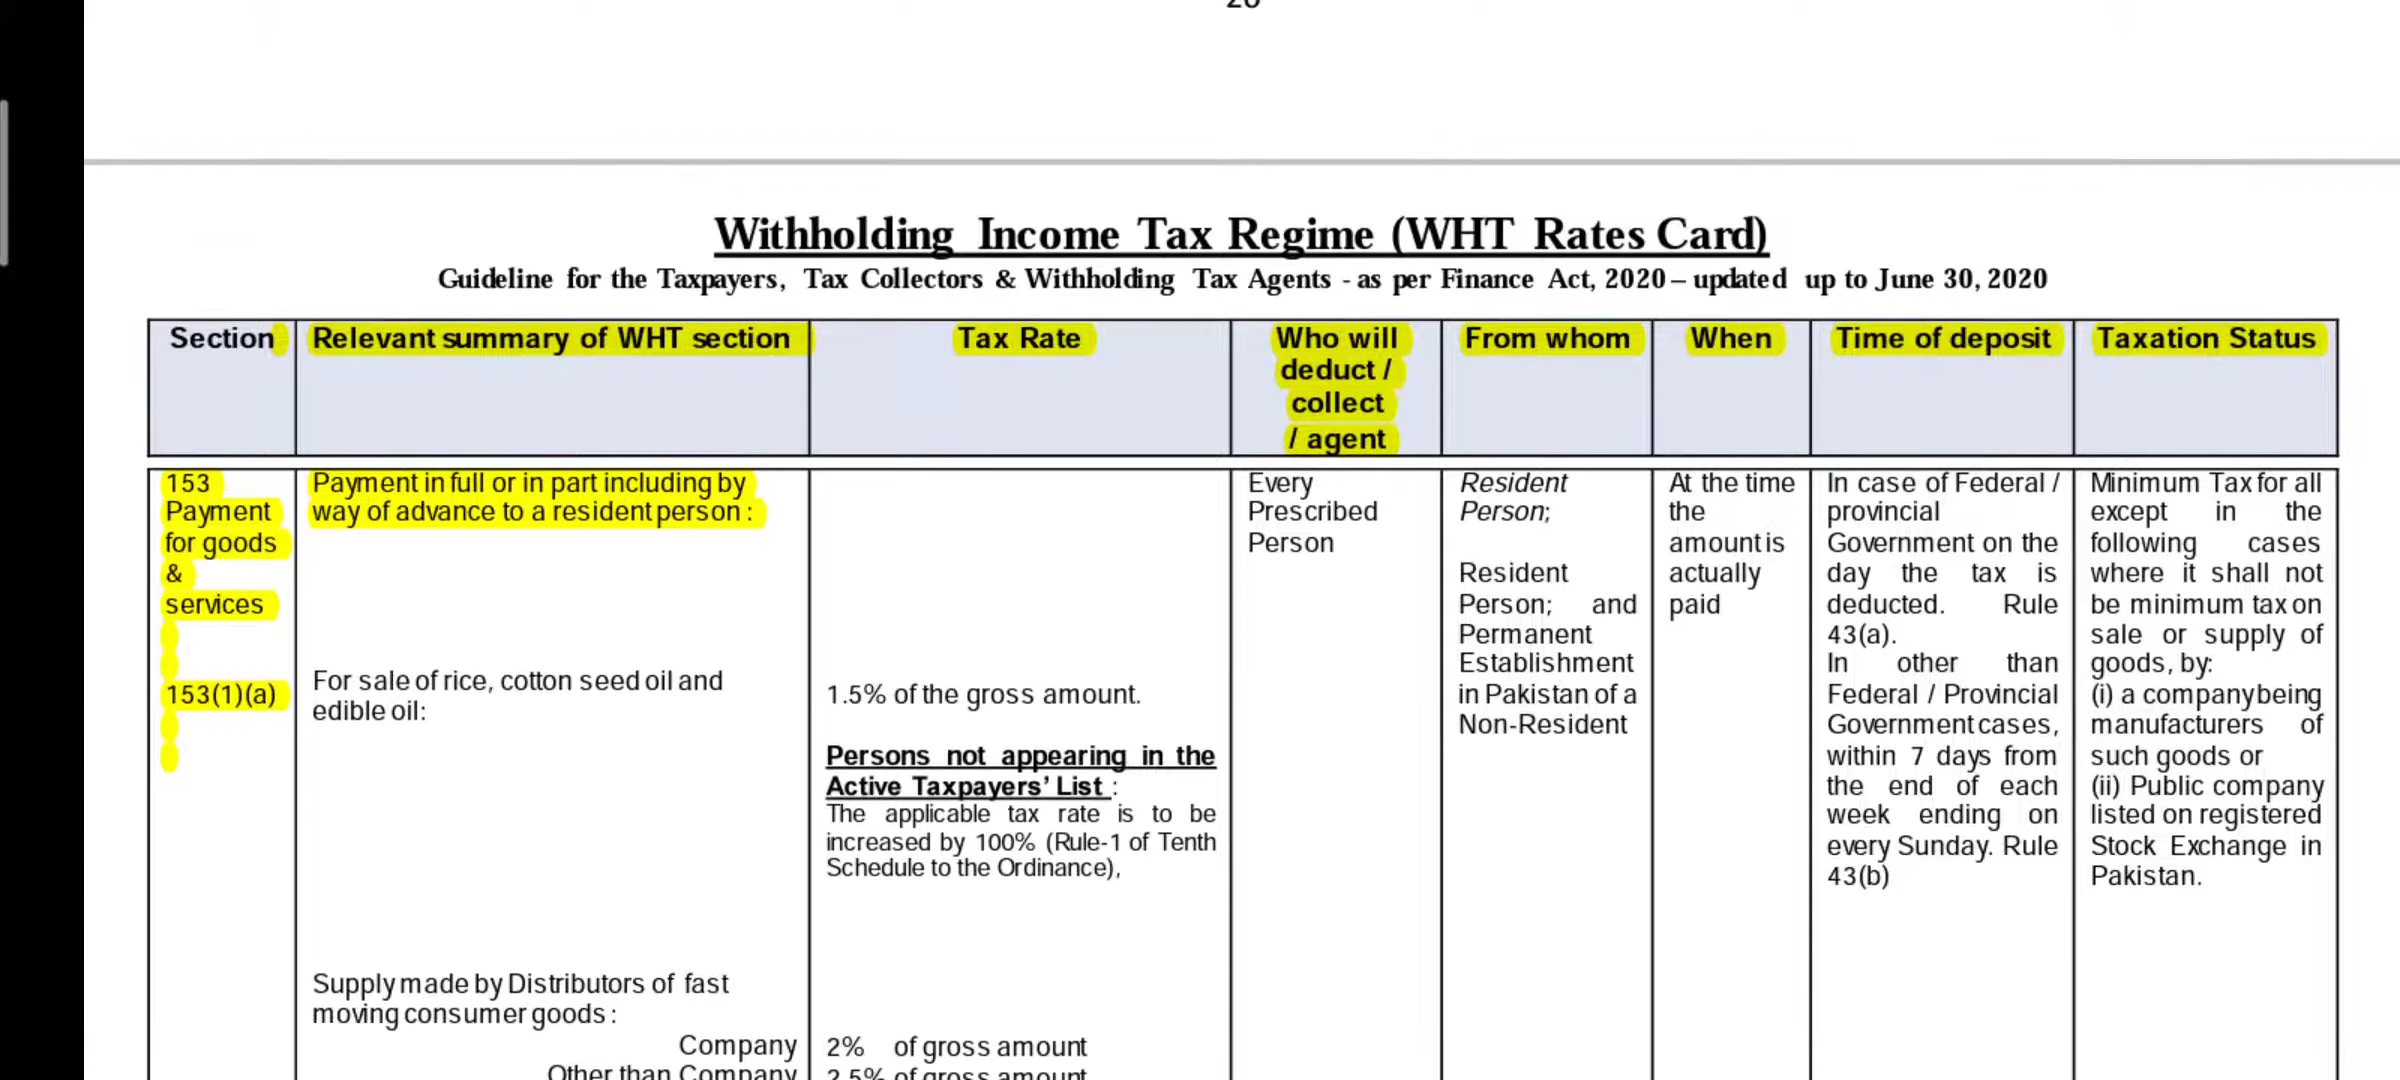 Withholding Income Tax Regime (WHT Rates Card)
Guideline for the Taxpayers, Tax Collectors & Withholding Tax Agents - as per Finance Act, 2020 – updated up to June 30, 2020
Section
Relevant summary of WHT section
Tax Rate
Who will
deduct /
collect
/ agent
From whom
When
Time of deposit
Taxation Status
153
Payment
for goods
&
services
153(1)(a)
Payment in full or in part including by
way of advance to a resident person :
For sale of rice, cotton seed oil and
edible oil:
Supply made by Distributors of fast
moving consumer goods :
Company
Other than Company
1.5% of the gross amount.
Persons not appearing in the
Active Taxpayers' List :
The applicable tax rate is to be
increased by 100% (Rule-1 of Tenth
Schedule to the Ordinance),
2% of gross amount
2.5% of gross amount
Every
Prescribed
Person
Resident
Person;
Resident
Person; and
Permanent
Establishment
in Pakistan of a
Non-Resident
At the time
the
amount is
actually
paid
In case of Federal /
provincial
Government on the
day the tax is
deducted. Rule
43(a).
In other than
Federal / Provincial
Government cases,
within 7 days from
the end of each
week ending on
every Sunday. Rule
43(b)
Minimum Tax for all
except in the
following cases
where it shall not
be minimum tax on
sale or supply of
goods, by:
(i) a company being
manufacturers of
such goods or
(ii) Public company
listed on registered
Stock Exchange in
Pakistan.